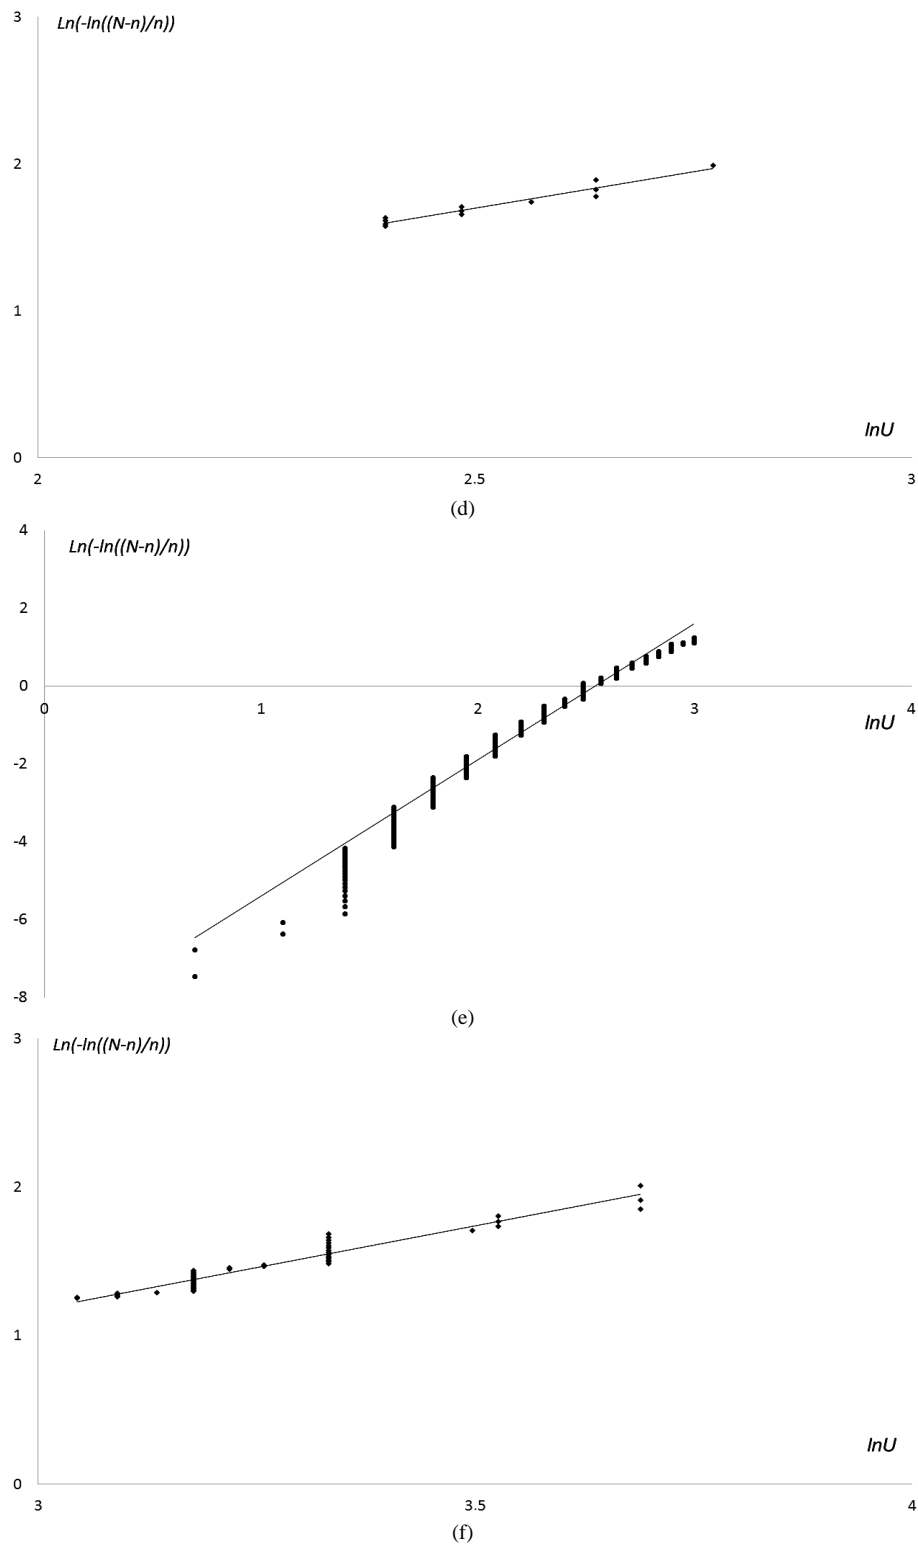 3
Ln(-ln((N-n)/n))
2
1
lnU
0
2 2.5 3
(d)
4
Ln(-ln((N-n)/n))
2
0
0 1 2 3 4
lnU
-2
-4
-6
-8
(e)
3
Ln(-ln((N-n)/n))
2
1
lnU
0
3 3.5 4
(f)